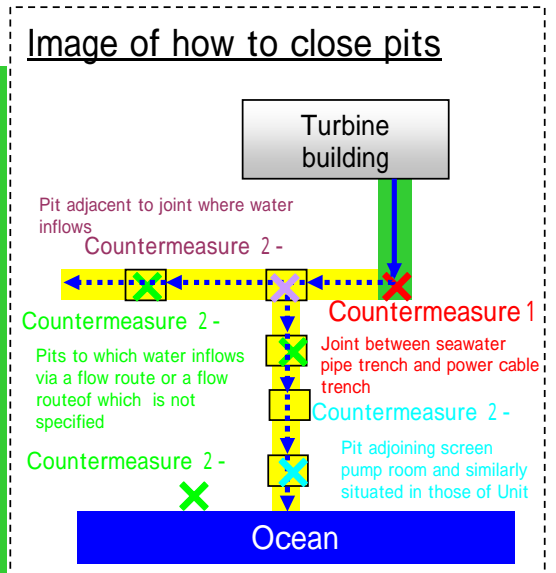 Image of how to close pits
Turbine
building
Pit adjacent to joint where water
inflows
Countermeasure 2-
Countermeasure 1
Joint between seawater
pipe trench and power cable
trench
Countermeasure 2-
Pits to which water inflows
via a flow route or a flow
routeof which is not
specified
Countermeasure 2-
Pit adjoining screen
pump room and similarly
situated in those of Unit
Countermeasure 2-
Ocean